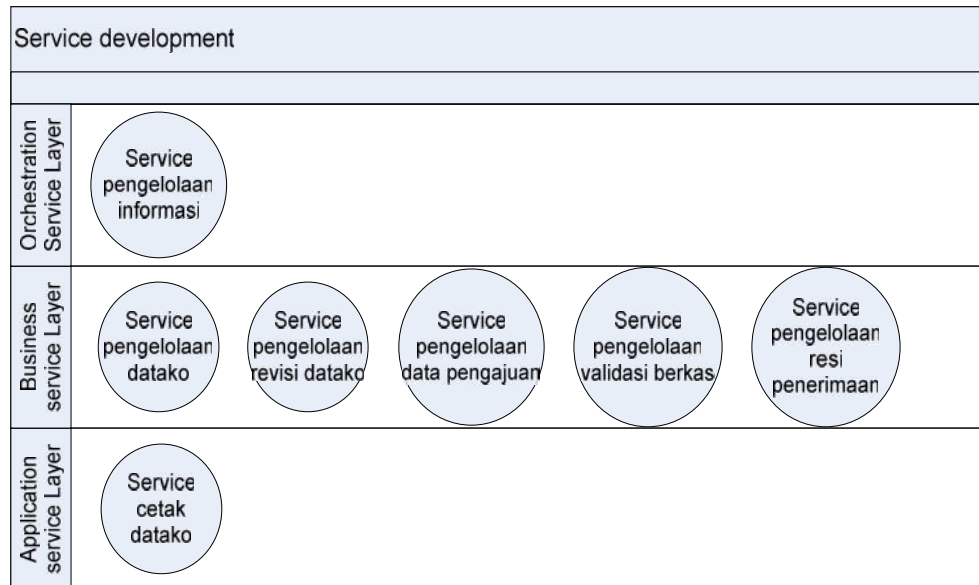 Service development
Orchestration
Service Layer
Service
pengelolaan
informasi
Business
service Layer
Service
pengelolaan
datako
Service
pengelolaan
revisi datako
Service
pengelolaan
data pengajuan
Service
pengelolaan
validasi berkas
Service
pengelolaan
resi
penerimaan
Application
service Layer
Service
cetak
datako